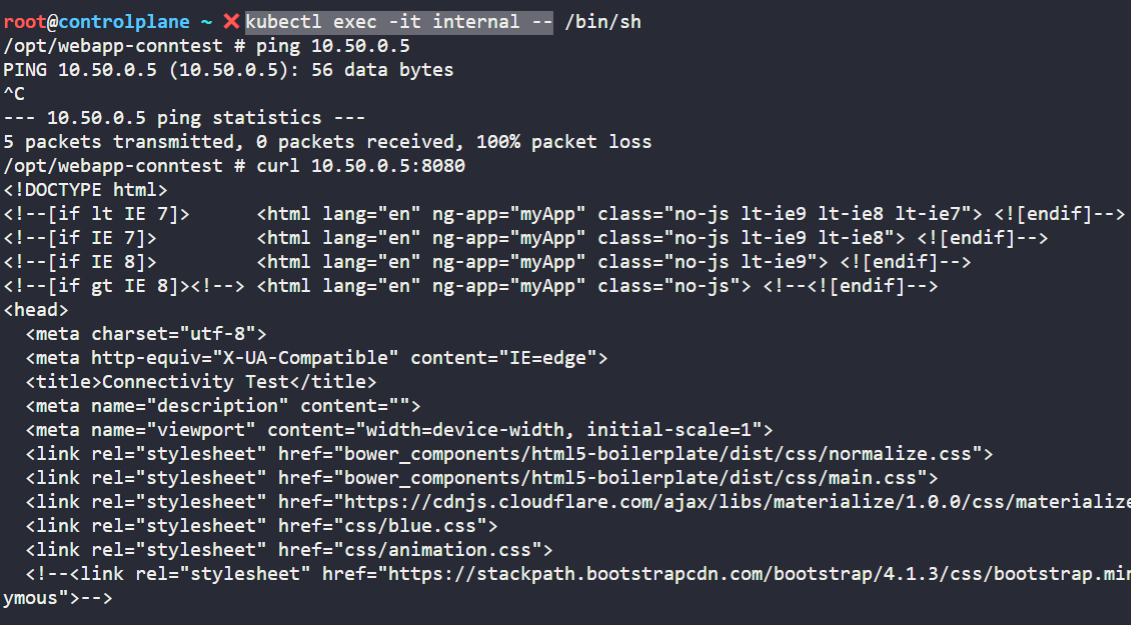 root@controlplane ~ ✖ kubectl exec -it internal -- /bin/sh
/opt/webapp-conntest # ping 10.50.0.5
PING 10.50.0.5 (10.50.0.5): 56 data bytes
^C
--- 10.50.0.5 ping statistics ---
5 packets transmitted, 0 packets received, 100% packet loss
/opt/webapp-conntest # curl 10.50.0.5:8080
<!DOCTYPE html>
<!--[if lt IE 7]>      <html lang="en" ng-app="myApp" class="no-js lt-ie9 lt-ie8 lt-ie7"> <![endif]-->
<!--[if IE 7]>         <html lang="en" ng-app="myApp" class="no-js lt-ie9 lt-ie8"> <![endif]-->
<!--[if IE 8]>         <html lang="en" ng-app="myApp" class="no-js lt-ie9"> <![endif]-->
<!--[if gt IE 8]><!--> <html lang="en" ng-app="myApp" class="no-js"> <!--<![endif]-->
<head>
  <meta charset="utf-8">
  <meta http-equiv="X-UA-Compatible" content="IE=edge">
  <title>Connectivity Test</title>
  <meta name="description" content="">
  <meta name="viewport" content="width=device-width, initial-scale=1">
  <link rel="stylesheet" href="bower_components/html5-boilerplate/dist/css/normalize.css">
  <link rel="stylesheet" href="bower_components/html5-boilerplate/dist/css/main.css">
  <link rel="stylesheet" href="https://cdnjs.cloudflare.com/ajax/libs/materialize/1.0.0/css/materialize
  <link rel="stylesheet" href="css/blue.css">
  <link rel="stylesheet" href="css/animation.css">
  <!--<link rel="stylesheet" href="https://stackpath.bootstrapcdn.com/bootstrap/4.1.3/css/bootstrap.min
ymous">-->